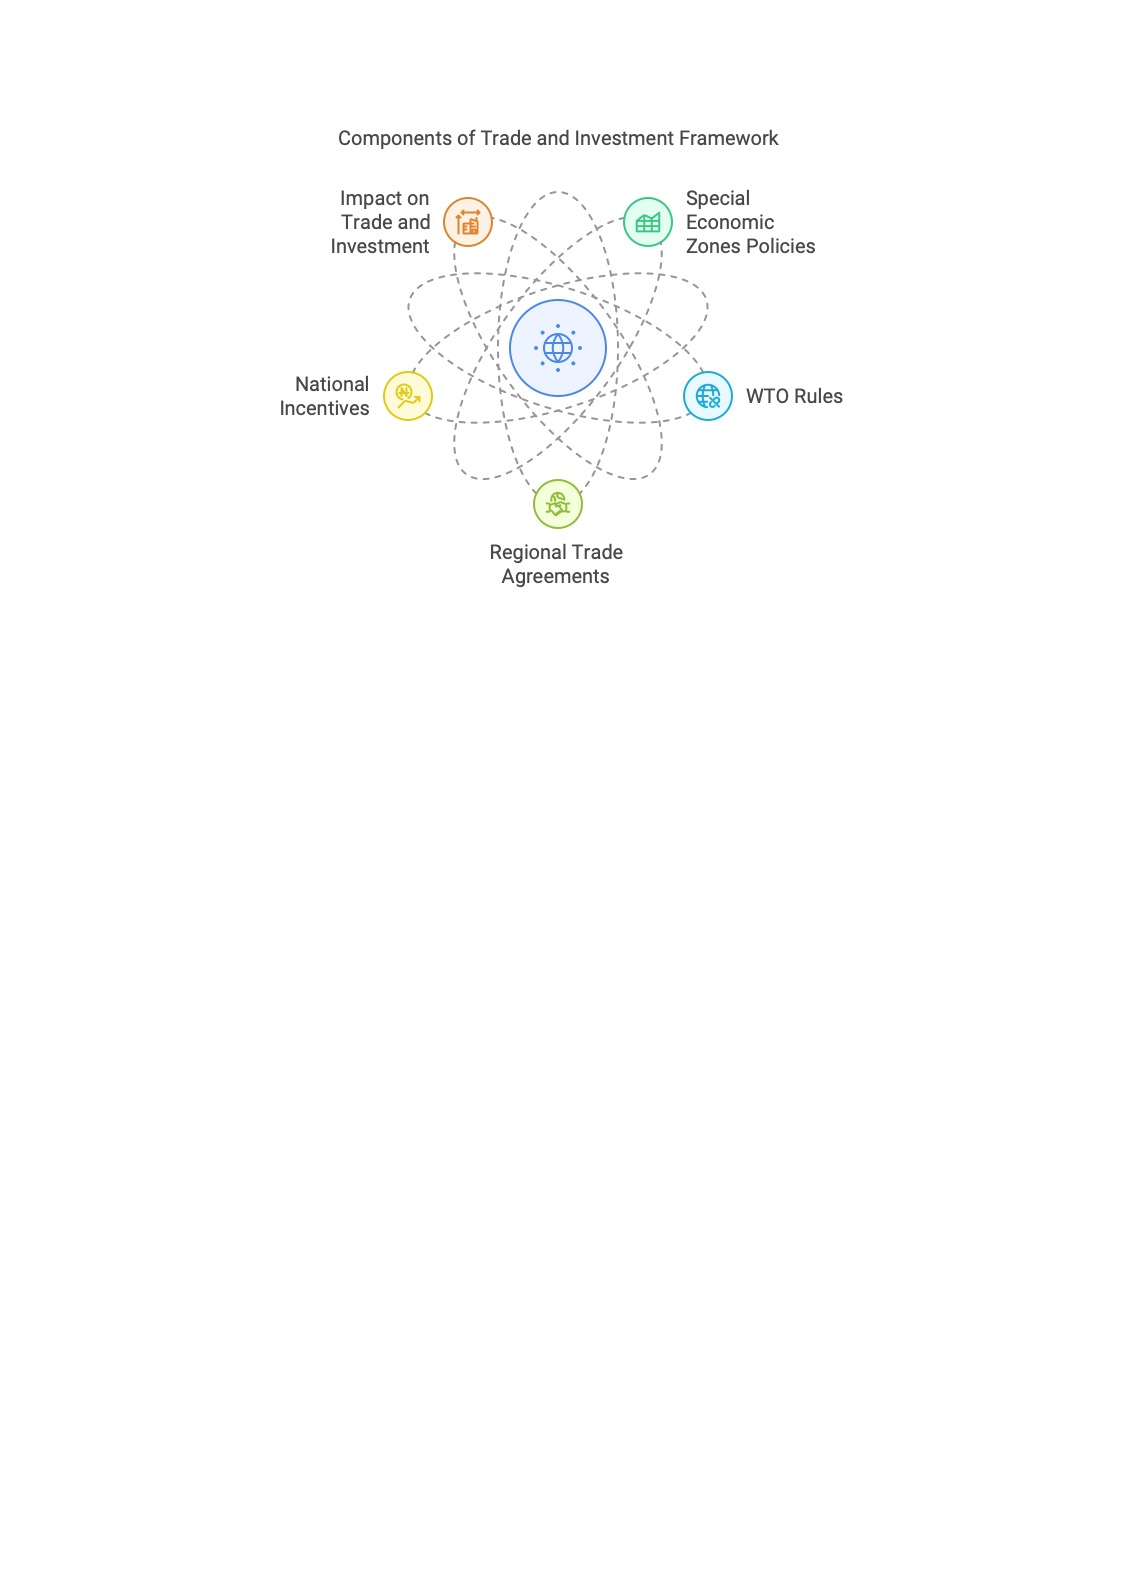 Components of Trade and Investment Framework
Impact on
Trade and
Investment
Special
Economic
Zones Policies
National
Incentives
WTO Rules
Regional Trade
Agreements